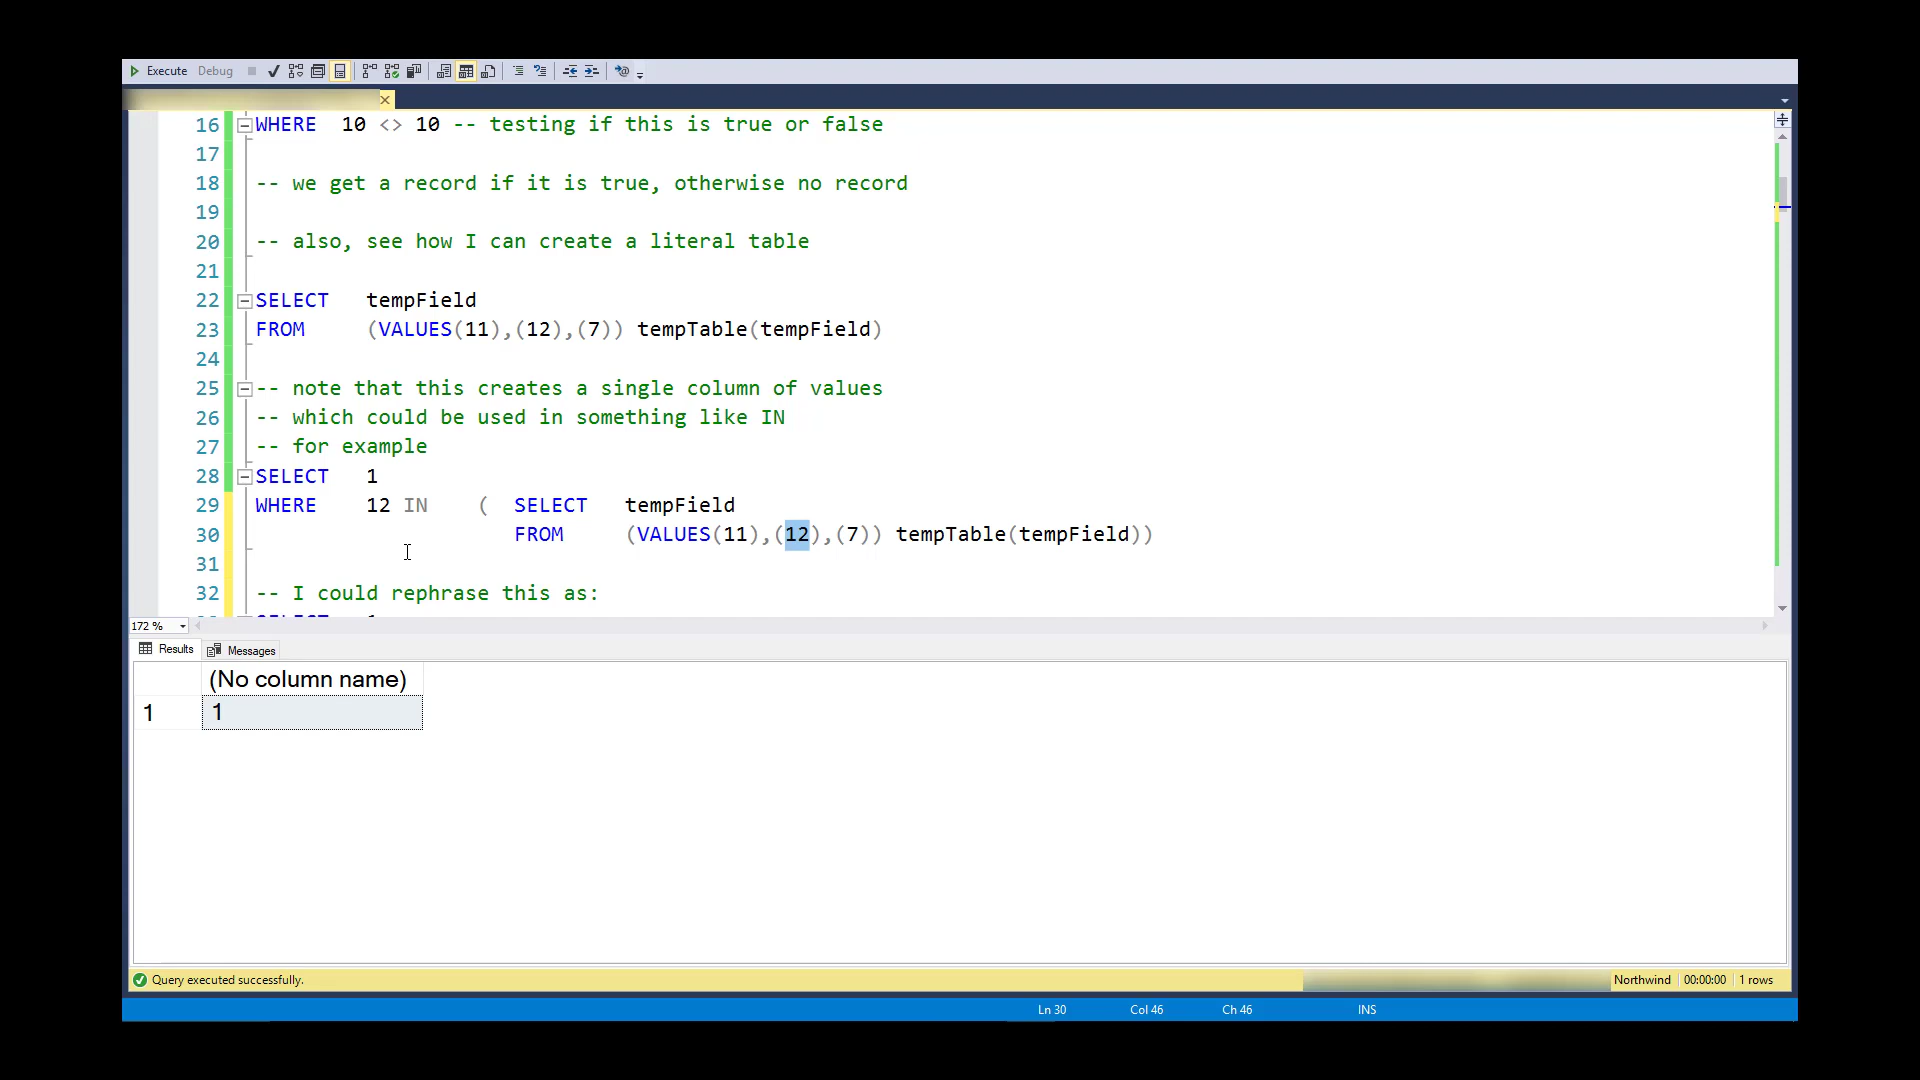 Execute Debug
16 WHERE 10 <> 10 -- testing if this is true or false
17
18 -- we get a record if it is true, otherwise no record
19
20 -- also, see how I can create a literal table
21
22 SELECT tempField
23 FROM (VALUES(11),(12),(7)) tempTable(tempField)
24
25 -- note that this creates a single column of values
26 -- which could be used in something like IN
27 -- for example
28 SELECT 1
29 WHERE 12 IN ( SELECT tempField
30 FROM (VALUES(11),(12),(7)) tempTable(tempField))
31
32 -- I could rephrase this as:
172 %
Results Messages
(No column name)
1 1
Query executed successfully. Northwind 00:00:00 1 rows
Ln 30 Col 46 Ch 46 INS